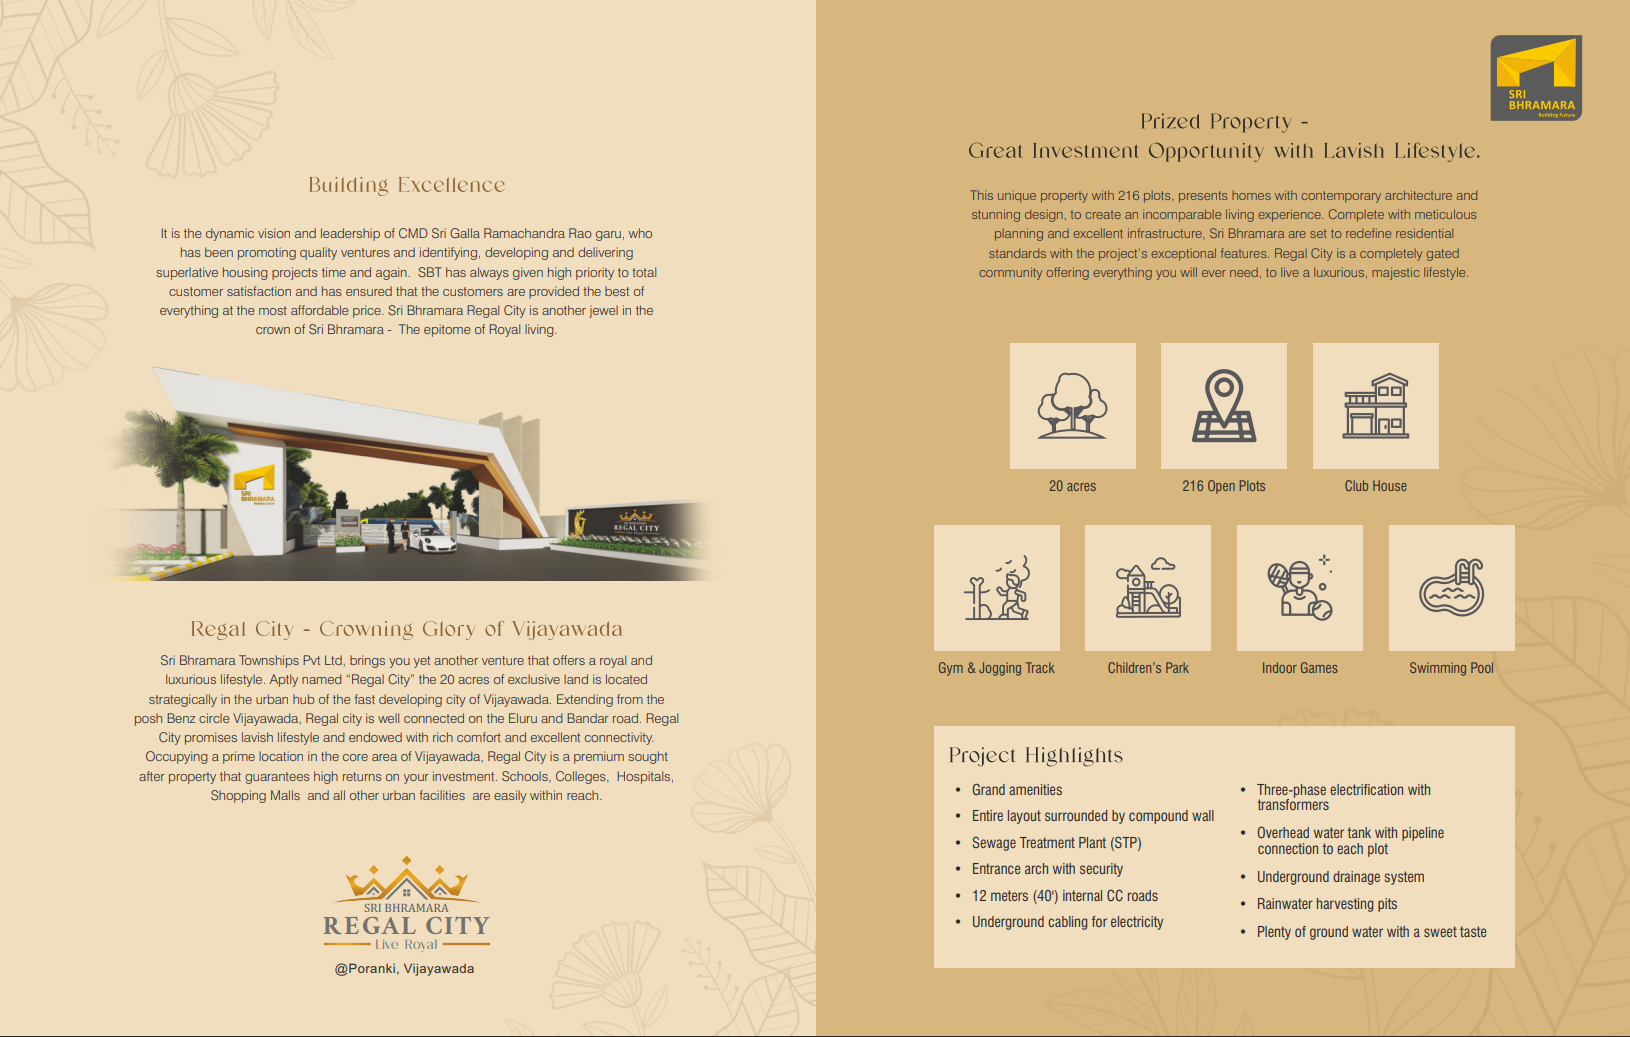 Building Excellence
It is the dynamic vision and leadership of CMD Sri Galla Ramachandra Rao garu, who
has been promoting quality ventures and identifying, developing and delivering
superlative housing projects time and again.  SBT has always given high priority to total
customer satisfaction and has ensured that the customers are provided the best of
everything at the most affordable price. Sri Bhramara Regal City is another jewel in the
crown of Sri Bhramara -  The epitome of Royal living.
SRI
BHRAMARA
Building Future
SRI BHRAMARA
REGAL CITY
Regal City - Crowning Glory of Vijayawada
Sri Bhramara Townships Pvt Ltd, brings you yet another venture that offers a royal and
luxurious lifestyle. Aptly named “Regal City” the 20 acres of exclusive land is located
strategically in the urban hub of the fast developing city of Vijayawada. Extending from the
posh Benz circle Vijayawada, Regal city is well connected on the Eluru and Bandar road. Regal
City promises lavish lifestyle and endowed with rich comfort and excellent connectivity.
Occupying a prime location in the core area of Vijayawada, Regal City is a premium sought
after property that guarantees high returns on your investment. Schools, Colleges,  Hospitals,
Shopping Malls  and all other urban facilities  are easily within reach.
SRI BHRAMARA
REGAL CITY
Live Royal
@Poranki, Vijayawada
SRI
BHRAMARA
Building Future
Prized Property -
Great Investment Opportunity with Lavish Lifestyle.
This unique property with 216 plots, presents homes with contemporary architecture and
stunning design, to create an incomparable living experience. Complete with meticulous
planning and excellent infrastructure, Sri Bhramara are set to redefine residential
standards with the project's exceptional features. Regal City is a completely gated
community offering everything you will ever need, to live a luxurious, majestic lifestyle.
20 acres
216 Open Plots
Club House
Gym & Jogging Track
Children's Park
Indoor Games
Swimming Pool
Project Highlights
• Grand amenities
• Entire layout surrounded by compound wall
• Sewage Treatment Plant (STP)
• Entrance arch with security
• 12 meters (40') internal CC roads
• Underground cabling for electricity
• Three-phase electrification with
transformers
• Overhead water tank with pipeline
connection to each plot
• Underground drainage system
• Rainwater harvesting pits
• Plenty of ground water with a sweet taste